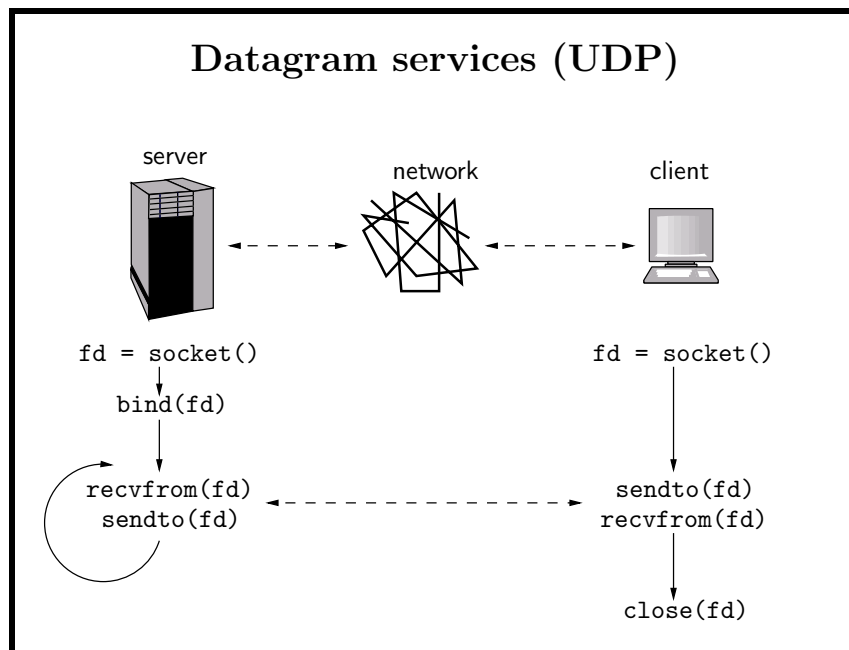 Datagram services (UDP)
server
network
client
fd = socket()
fd = socket()
bind(fd)
recvfrom(fd)
sendto(fd)
sendto(fd)
recvfrom(fd)
close(fd)